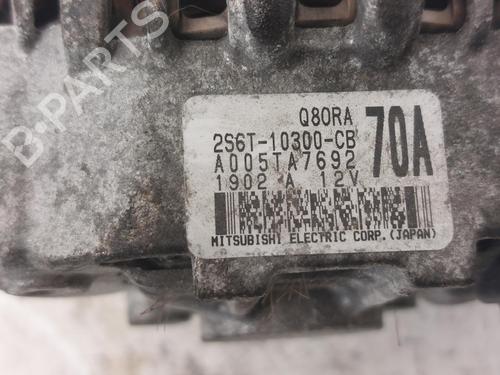 B-PARTS
Q80RA
2S6T-10300-CB
70A
A005TA7692
1902 A 12V
MITSUBISHI ELECTRIC CORP.(JAPAN)